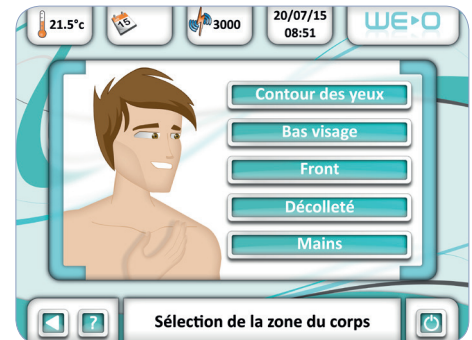 21.5°c
15
3000
20/07/15
08:51
WE►O
Contour des yeux
Bas visage
Front
Décolleté
Mains
?
Sélection de la zone du corps